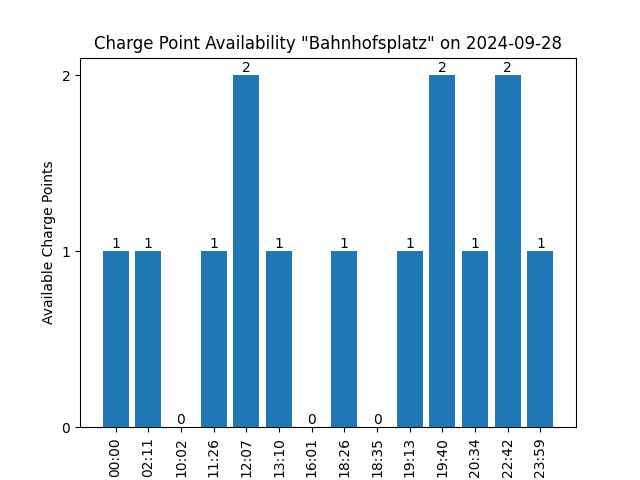 Charge Point Availability "Bahnhofsplatz" on 2024-09-28
Available Charge Points
2
1
0
1 1 0 1 2 1 0 1 0 1 2 1 2 1
00:00 02:11 10:02 11:26 12:07 13:10 16:01 18:26 18:35 19:13 19:40 20:34 22:42 23:59